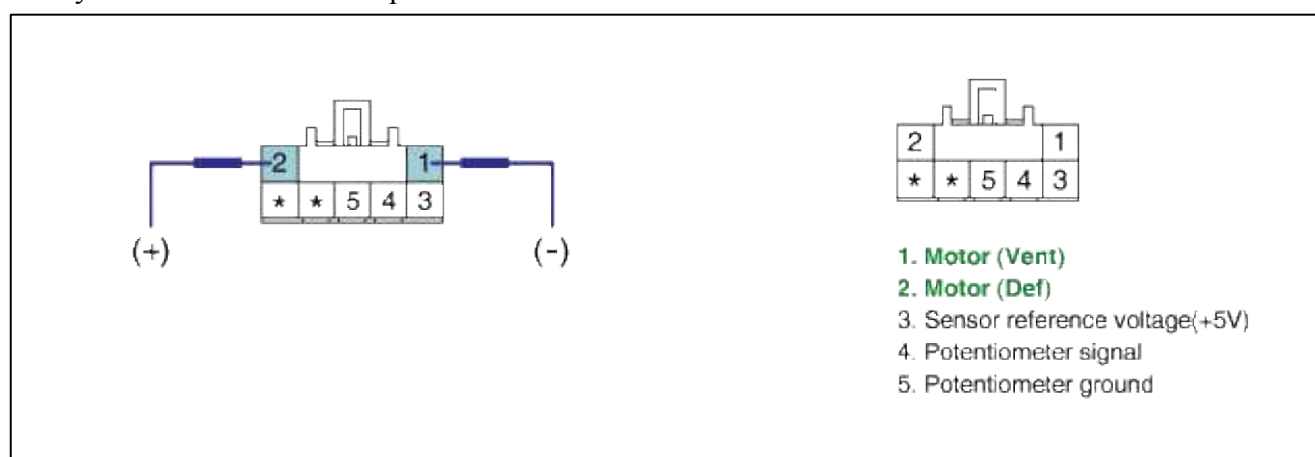 2 1
* * 5 4 3
(+) (-)
2 1
* * 5 4 3
1. Motor (Vent)
2. Motor (Def)
3. Sensor reference voltage(+5V)
4. Potentiometer signal
5. Potentiometer ground